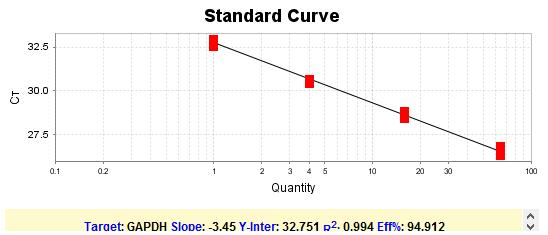 Standard Curve
32.5
30.0
27.5
Cт
0.1 0.2 1 2 3 4 5 10 20 30 100
Quantity
Target: GAPDH Slope: -3.45 Y-Inter: 32.751 R²: 0.994 Eff%: 94.912